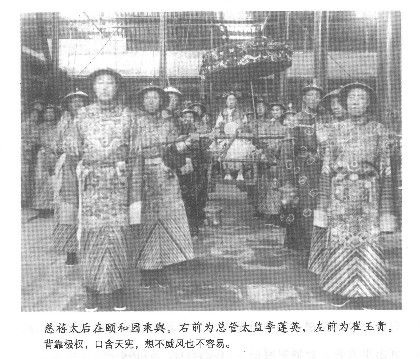 慈禧太后在颐和园乘舆。右前为总管太监李莲英，左前为崔玉贵。
背靠极权，口含天宪，想不威风也不容易。